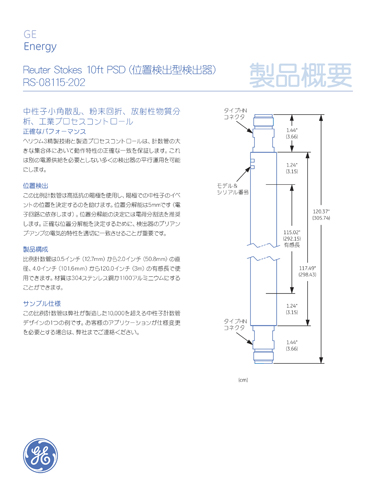 GE
Energy
Reuter Stokes 10ft PSD (位置検出型検出器)
RS-08115-202
製品概要
中性子小角散乱、粉末回折、放射性物質分
析、工業プロセスコントロール
正確なパフォーマンス
ヘリウム3精製技術と製造プロセスコントロールは、計数管の大
きな集合体において動作特性の正確な一致を保証します。これ
は別の電源供給を必要としない多くの検出器の平行運用を可能
にします。
位置検出
この比例計数管は高抵抗の陽極を使用し、陽極での中性子のイベ
ントの位置を決定するのを助けます。位置分解能は5mmです（電
子回路に依存します）。位置分解能の決定には電荷分割法を推奨
します。正確な位置分解能を決定するために、検出器のプリアン
プアンプの電気的特性を適切に一致させることが重要です。
製品構成
比例計数管は0.5インチ（12.7mm）から2.0インチ（50.8mm）の直
径、4.0インチ（101.6mm）から120.0インチ（3m）の有感長で使
用できます。材質は304ステンレス鋼か1100アルミニウムにする
ことができます。
サンプル仕様
この比例計数管は弊社が製造した10,000を超える中性子計数管
デザインの1つの例です。お客様のアプリケーションが仕様変更
を必要とする場合は、弊社までご連絡ください。
タイプHN
コネクタ
1.44"
(3.66)
1.24"
(3.15)
モデル&
シリアル番号
120.37"
(305.74)
115.02"
(292.15)
有感長
117.49"
(298.43)
1.24"
(3.15)
タイプHN
コネクタ
1.44"
(3.66)
(cm)